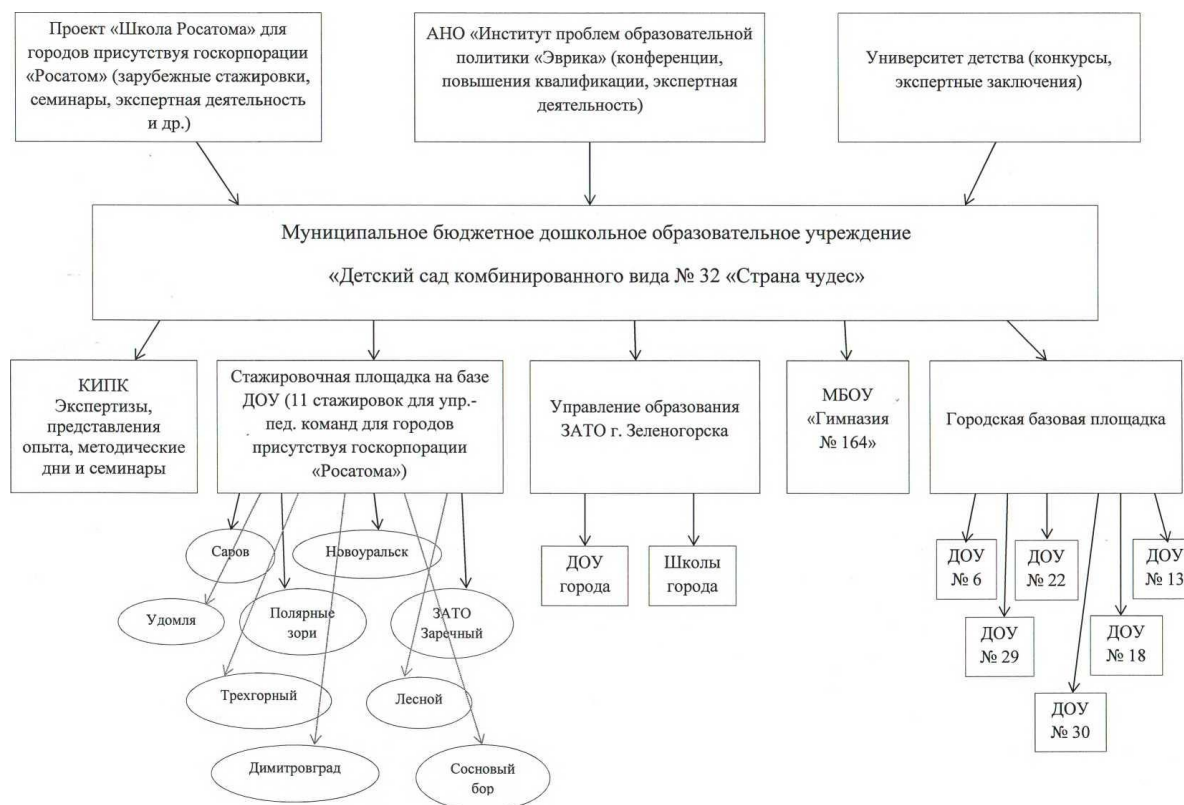 Проект «Школа Росатома» для
городов присутствуя госкорпорации
«Росатом» (зарубежные стажировки,
семинары, экспертная деятельность
и др.)
АНО «Институт проблем образовательной
политики «Эврика» (конференции,
повышения квалификации, экспертная
деятельность)
Университет детства (конкурсы,
экспертные заключения)
Муниципальное бюджетное дошкольное образовательное учреждение
«Детский сад комбинированного вида № 32 «Страна чудес»
КИПК
Экспертизы,
представления
опыта, методические
дни и семинары
Стажировочная площадка на базе
ДОУ (11 стажировок для упр.-
пед. команд для городов
присутствуя госкорпорации
«Росатома»)
Управление образования
ЗАТО г. Зеленогорска
МБОУ
«Гимназия
№ 164»
Городская базовая площадка
Саров
Новоуральск
Удомля
Полярные
зори
ЗАТО
Заречный
Трехгорный
Лесной
Димитровград
Сосновый
бор
ДОУ
города
Школы
города
ДОУ
№ 6
ДОУ
№ 22
ДОУ
№ 13
ДОУ
№ 29
ДОУ
№ 18
ДОУ
№ 30